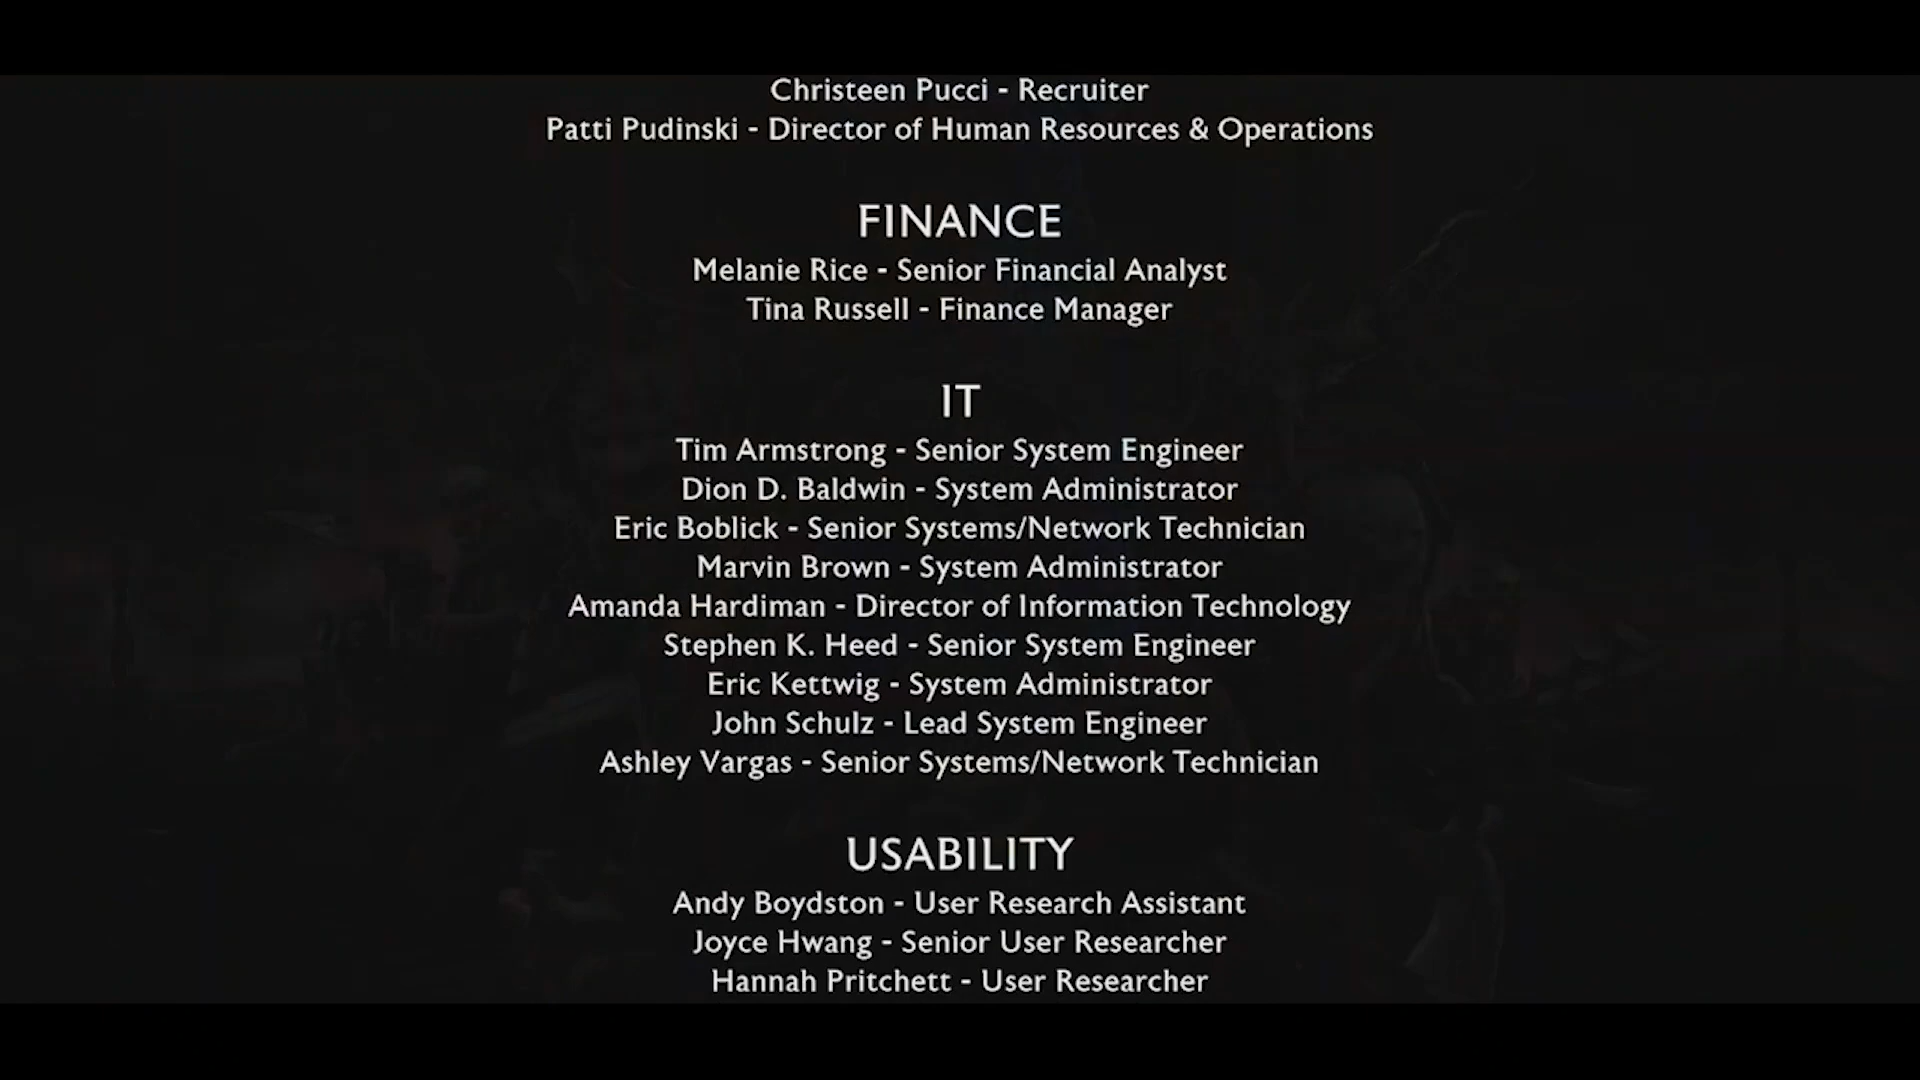 Christeen Pucci - Recruiter
Patti Pudinski - Director of Human Resources & Operations
FINANCE
Melanie Rice - Senior Financial Analyst
Tina Russell - Finance Manager
IT
Tim Armstrong - Senior System Engineer
Dion D. Baldwin - System Administrator
Eric Boblick - Senior Systems/Network Technician
Marvin Brown - System Administrator
Amanda Hardiman - Director of Information Technology
Stephen K. Heed - Senior System Engineer
Eric Kettwig - System Administrator
John Schulz - Lead System Engineer
Ashley Vargas - Senior Systems/Network Technician
USABILITY
Andy Boydston - User Research Assistant
Joyce Hwang - Senior User Researcher
Hannah Pritchett - User Researcher